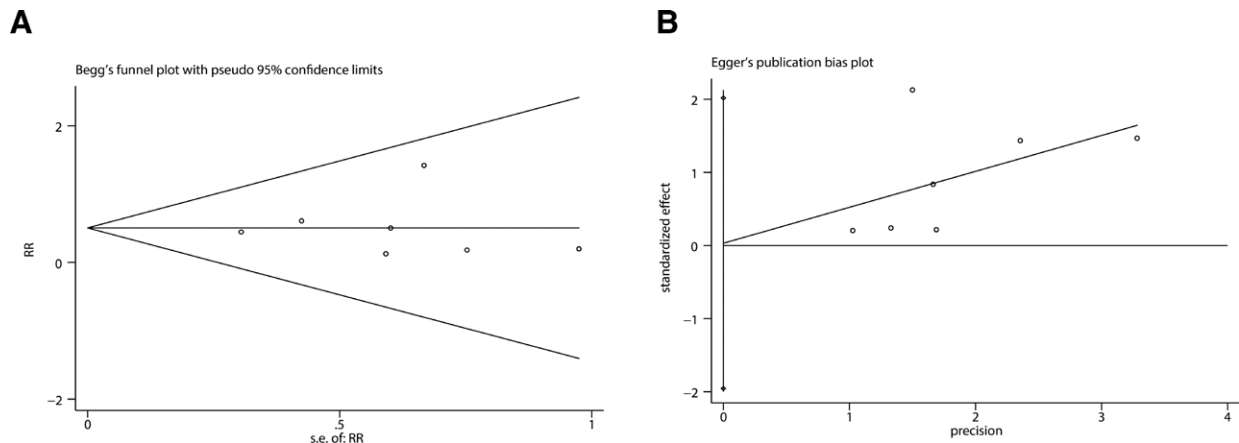 A
Begg's funnel plot with pseudo 95% confidence limits
2
0
−2
RR
0
.5
1
s.e. of: RR
B
Egger's publication bias plot
2
1
0
−1
−2
standardized effect
0
1
2
3
4
precision